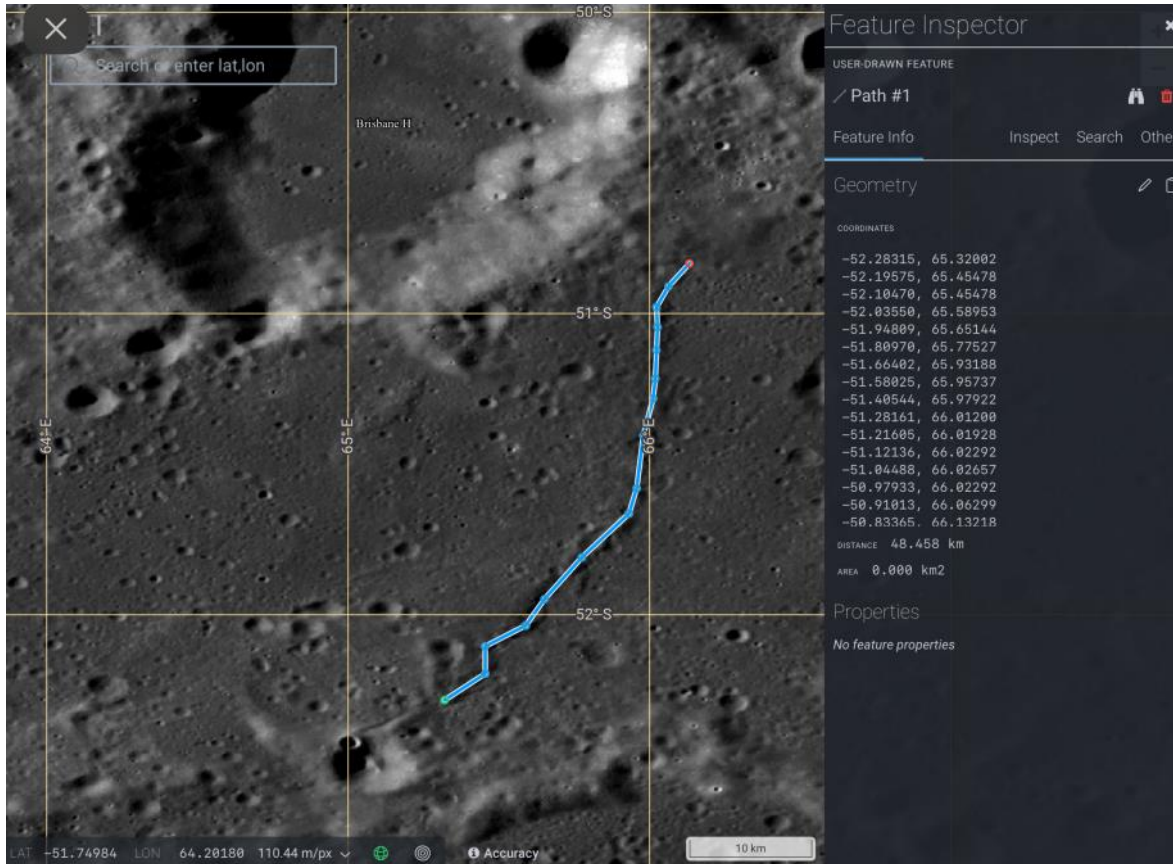 T
Search or enter lat,lon
50° S
Brisbane H
51° S
64° E
65° E
66° E
52° S
LAT -51.74984 LON 64.20180 110.44 m/px
Accuracy
10 km
Feature Inspector
USER-DRAWN FEATURE
Path #1
Feature Info Inspect Search Othe
Geometry
COORDINATES
-52.28315, 65.32002
-52.19575, 65.45478
-52.10470, 65.45478
-52.03550, 65.58953
-51.94809, 65.65144
-51.80970, 65.77527
-51.66402, 65.93188
-51.58025, 65.95737
-51.40544, 65.97922
-51.28161, 66.01200
-51.21605, 66.01928
-51.12136, 66.02292
-51.04488, 66.02657
-50.97933, 66.02292
-50.91013, 66.06299
-50.83365, 66.13218
DISTANCE 48.458 km
AREA 0.000 km2
Properties
No feature properties